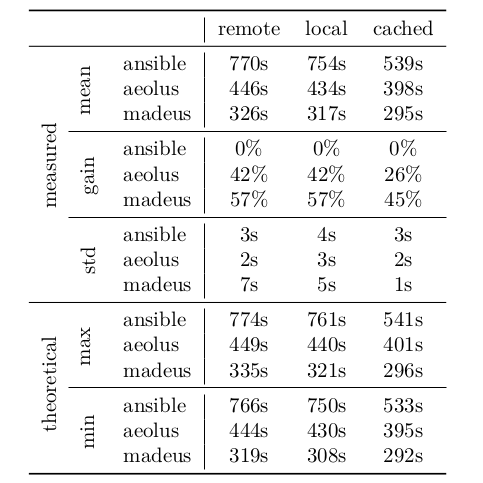 remote local cached
measured
mean
ansible 770s 754s 539s
aeolus 446s 434s 398s
madeus 326s 317s 295s
gain
ansible 0% 0% 0%
aeolus 42% 42% 26%
madeus 57% 57% 45%
std
ansible 3s 4s 3s
aeolus 2s 3s 2s
madeus 7s 5s 1s
theoretical
max
ansible 774s 761s 541s
aeolus 449s 440s 401s
madeus 335s 321s 296s
min
ansible 766s 750s 533s
aeolus 444s 430s 395s
madeus 319s 308s 292s